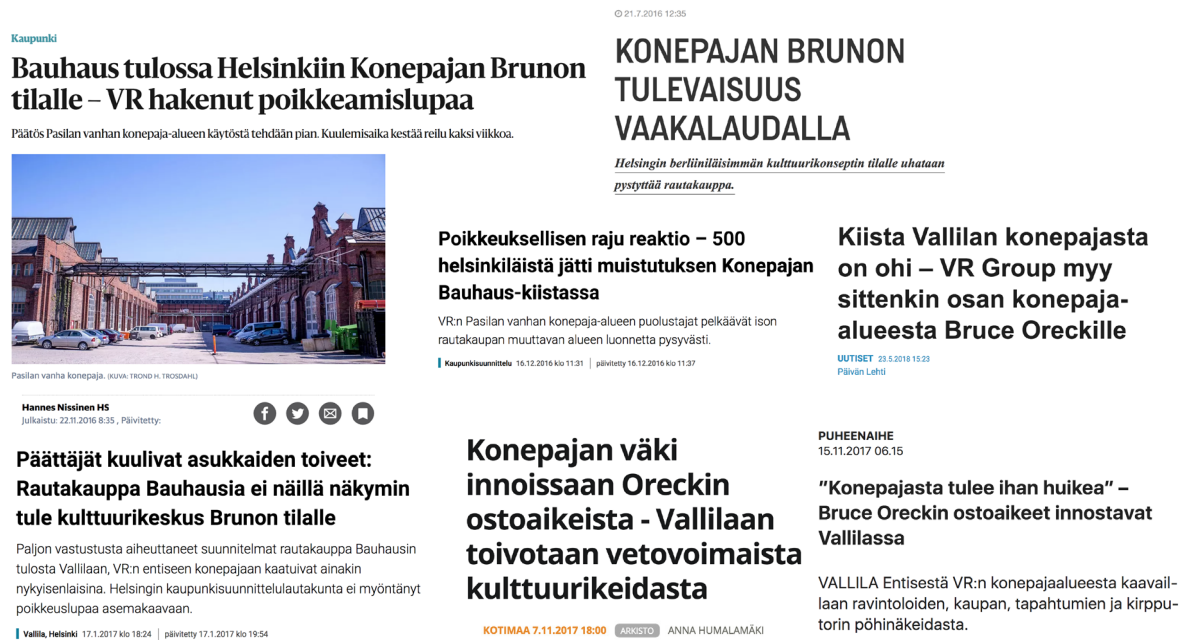 Kaupunki
Bauhaus tulossa Helsinkiin Konepajan Brunon
tilalle – VR hakenut poikkeamislupaa
Päätös Pasilan vanhan konepaja-alueen käytöstä tehdään pian. Kuulemisaika kestää reilu kaksi viikkoa.
Pasilan vanha konepaja. (KUVA: TROND H. TROSDAHL)
Hannes Nissinen HS
Julkaistu: 22.11.2016 8:35 , Päivitetty:
21.7.2016 12:35
KONEPAJAN BRUNON
TULEVAISUUS
VAAKALAUDALLA
Helsingin berliiniläisimmän kulttuurikonseptin tilalle uhataan
pystyttää rautakauppa.
Poikkeuksellisen raju reaktio – 500
helsinkiläistä jätti muistutuksen Konepajan
Bauhaus-kiistassa
VR:n Pasilan vanhan konepaja-alueen puolustajat pelkäävät ison
rautakaupan muuttavan alueen luonnetta pysyvästi.
Kaupunkisuunnittelu 16.12.2016 klo 11:31 | päivitetty 16.12.2016 klo 11:37
Kiista Vallilan konepajasta
on ohi – VR Group myy
sittenkin osan konepaja-
alueesta Bruce Oreckille
UUTISET 23.5.2018 15:23
Päivän Lehti
Päättäjät kuulivat asukkaiden toiveet:
Rautakauppa Bauhausia ei näillä näkymin
tule kulttuurikeskus Brunon tilalle
Paljon vastustusta aiheuttaneet suunnitelmat rautakauppa Bauhausin
tulosta Vallilaan, VR:n entiseen konepajaan kaatuivat ainakin
nykyisenlaisina. Helsingin kaupunkisuunnittelulautakunta ei myöntänyt
poikkeuslupaa asemakaavaan.
Vallila, Helsinki 17.1.2017 klo 18:24 | päivitetty 17.1.2017 klo 19:54
Konepajan väki
innoissaan Oreckin
ostoaikeista - Vallilaan
toivotaan vetovoimaista
kulttuurikeidasta
KOTIMAA 7.11.2017 18:00 ARKISTO ANNA HUMALAMÄKI
PUHEENAIHE
15.11.2017 06.15
”Konepajasta tulee ihan huikea” –
Bruce Oreckin ostoaikeet innostavat
Vallilassa
VALLILA Entisestä VR:n konepajaalueesta kaavail-
laan ravintoloiden, kaupan, tapahtumien ja kirppu-
torin pöhinäkeidasta.